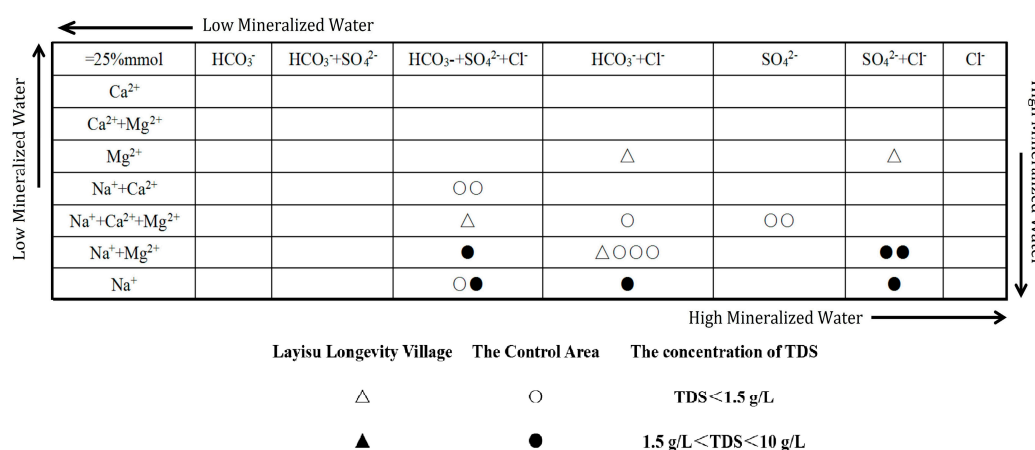 Low Mineralized Water
=25%mmol HCO₃⁻ HCO₃⁻+SO₄²⁻ HCO₃-+SO₄²⁻+Cl⁻ HCO₃⁻+Cl⁻ SO₄²⁻ SO₄²⁻+Cl⁻ Cl⁻
Ca²⁺
Ca²⁺+Mg²⁺
Mg²⁺ △ △
Na⁺+Ca²⁺ ○○
Na⁺+Ca²⁺+Mg²⁺ △ ○ ○○
Na⁺+Mg²⁺ ● △○○○ ●●
Na⁺ ○● ● ●
Low Mineralized Water
High Mineralized Water
High Mineralized Water
Layisu Longevity Village The Control Area The concentration of TDS
△ ○ TDS＜1.5 g/L
▲ ● 1.5 g/L＜TDS＜10 g/L